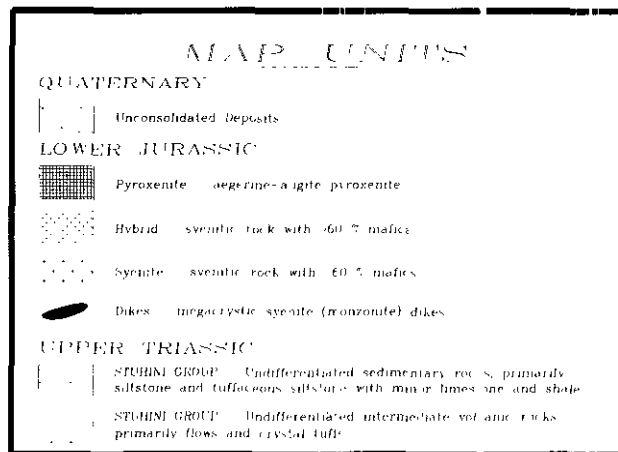 MAP UNITS
QUATERNARY
Unconsolidated Deposits
LOWER JURASSIC
Pyroxenite aegerine-augite pyroxenite
Hybrid syenitic rock with >60 % mafics
Syenite syenitic rock with 60 % mafics
Dikes megacrystic syenite (monzonite) dikes
UPPER TRIASSIC
STUHINI GROUP Undifferentiated sedimentary rocks, primarily
siltstone and tuffaceous siltstone with minor limestone and shale
STUHINI GROUP Undifferentiated intermediate volcanic rocks
primarily flows and crystal tuffs